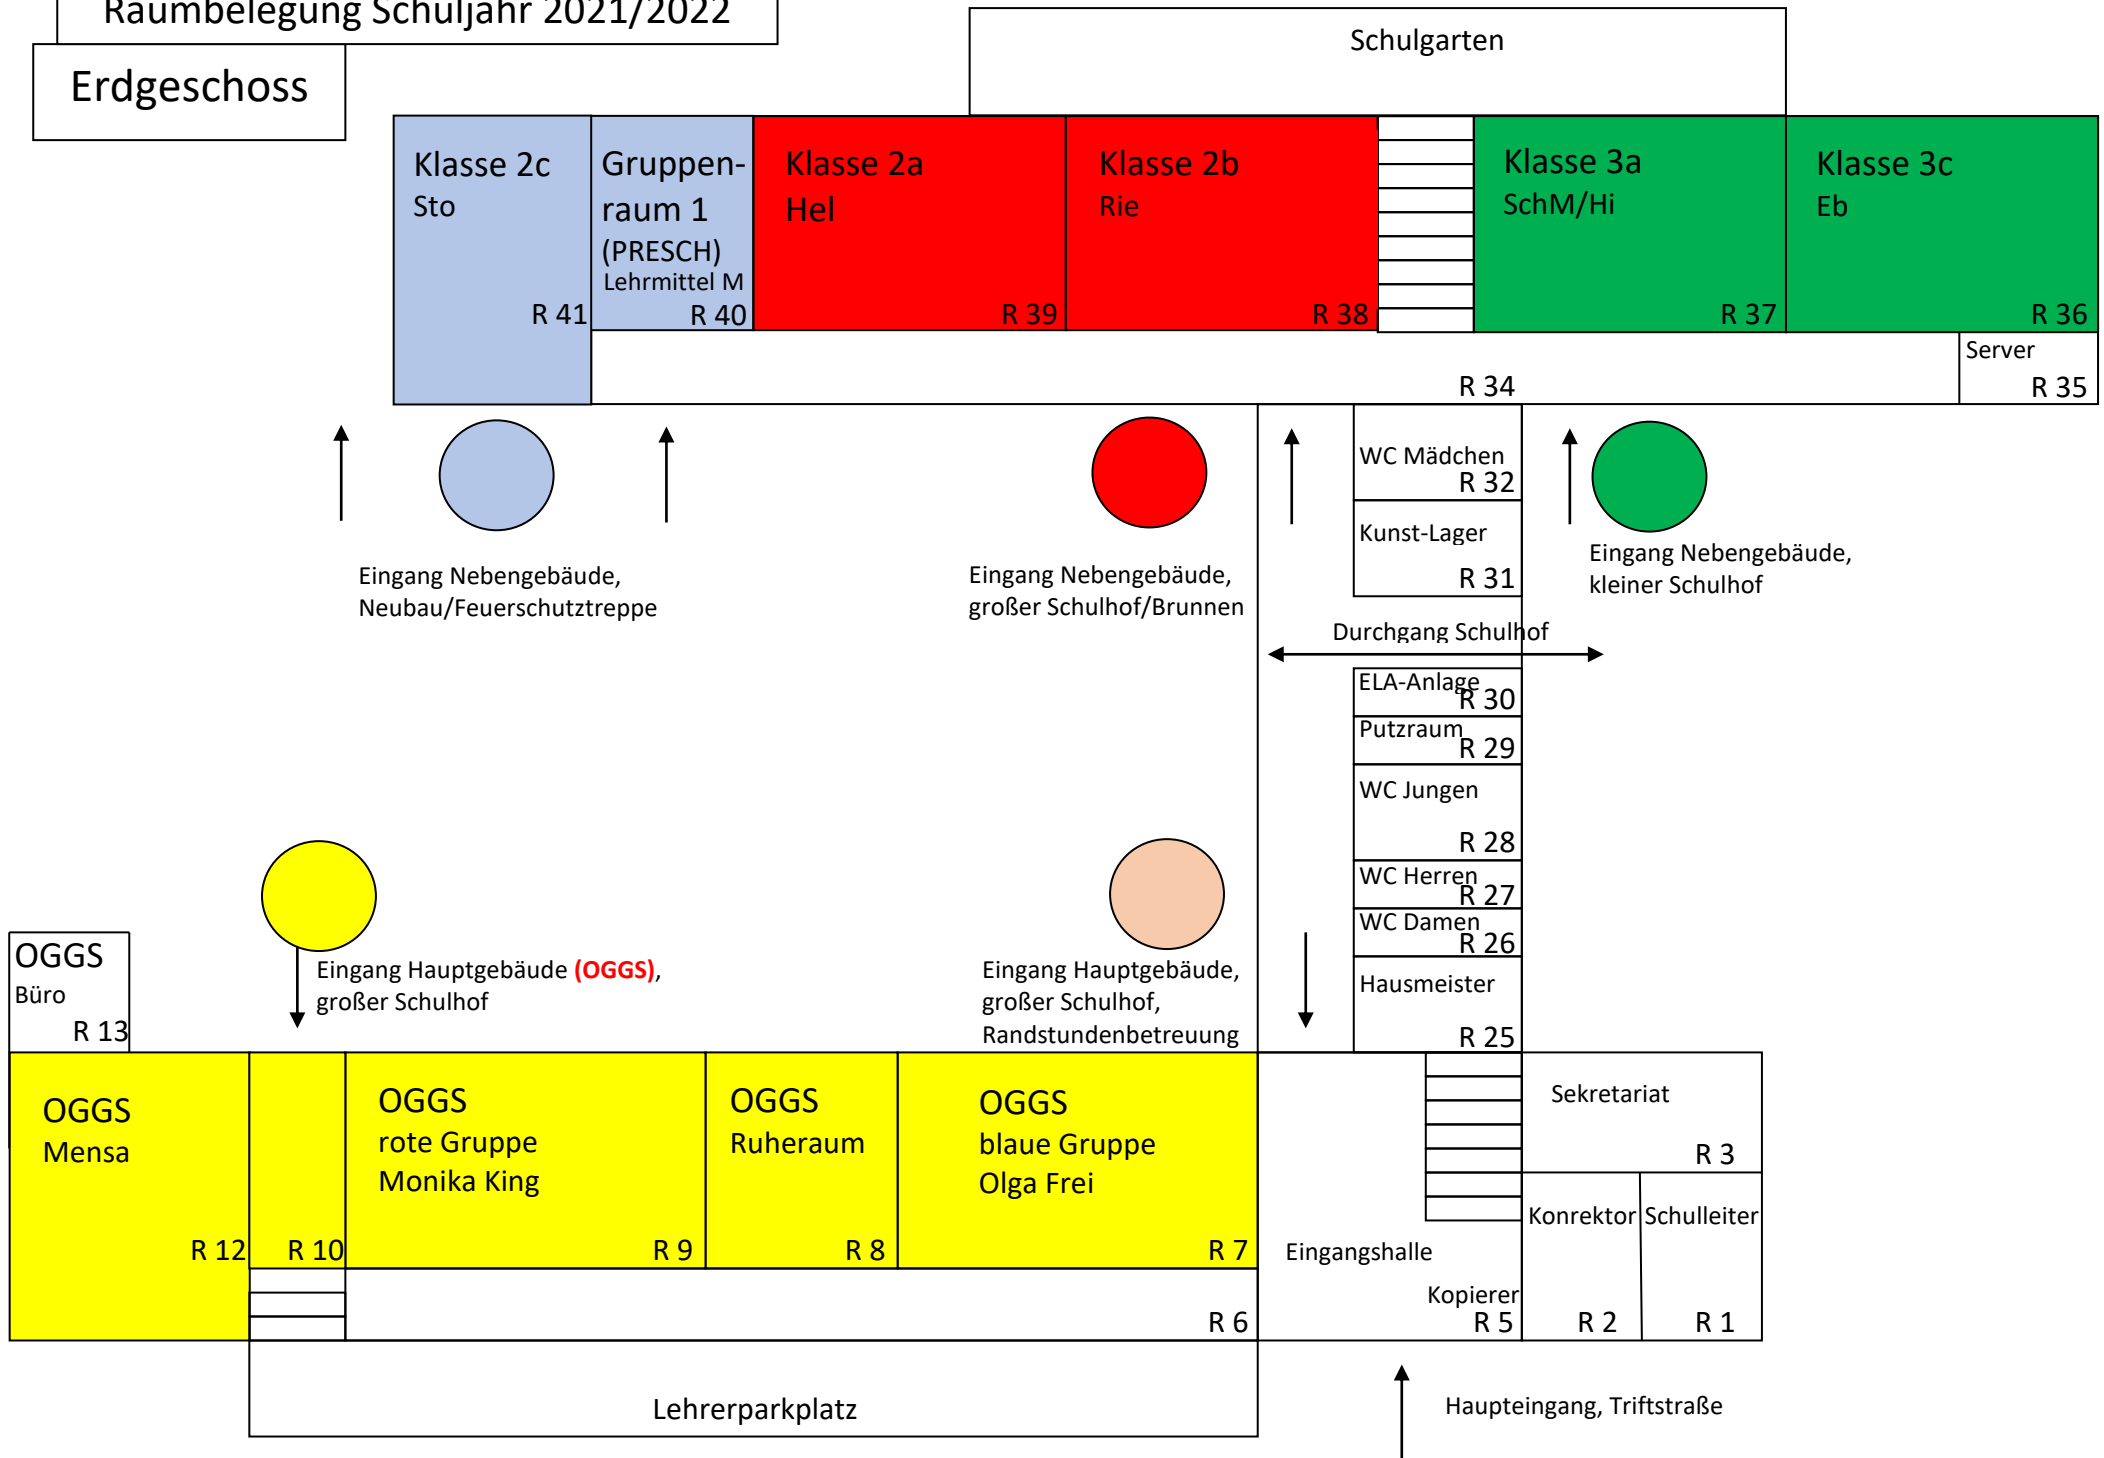 Raumbelegung Schuljahr 2021/2022
Erdgeschoss
Schulgarten
Klasse 2c
Sto
R 41
Gruppen-
raum 1
(PRESCH)
Lehrmittel M
R 40
Klasse 2a
Hel
R 39
Klasse 2b
Rie
R 38
Klasse 3a
SchM/Hi
R 37
Klasse 3c
Eb
R 36
Server
R 35
R 34
WC Mädchen
R 32
Kunst-Lager
R 31
Eingang Nebengebäude,
Neubau/Feuerschutztreppe
Eingang Nebengebäude,
großer Schulhof/Brunnen
Eingang Nebengebäude,
kleiner Schulhof
Durchgang Schulhof
ELA-Anlage
R 30
Putzraum
R 29
WC Jungen
R 28
WC Herren
R 27
WC Damen
R 26
Hausmeister
R 25
OGGS
Büro
R 13
Eingang Hauptgebäude (OGGS),
großer Schulhof
Eingang Hauptgebäude,
großer Schulhof,
Randstundenbetreuung
OGGS
Mensa
R 12
R 10
OGGS
rote Gruppe
Monika King
R 9
OGGS
Ruheraum
R 8
OGGS
blaue Gruppe
Olga Frei
R 7
R 6
Eingangshalle
Kopierer
R 5
Sekretariat
R 3
Konrektor
R 2
Schulleiter
R 1
Lehrerparkplatz
Haupteingang, Triftstraße